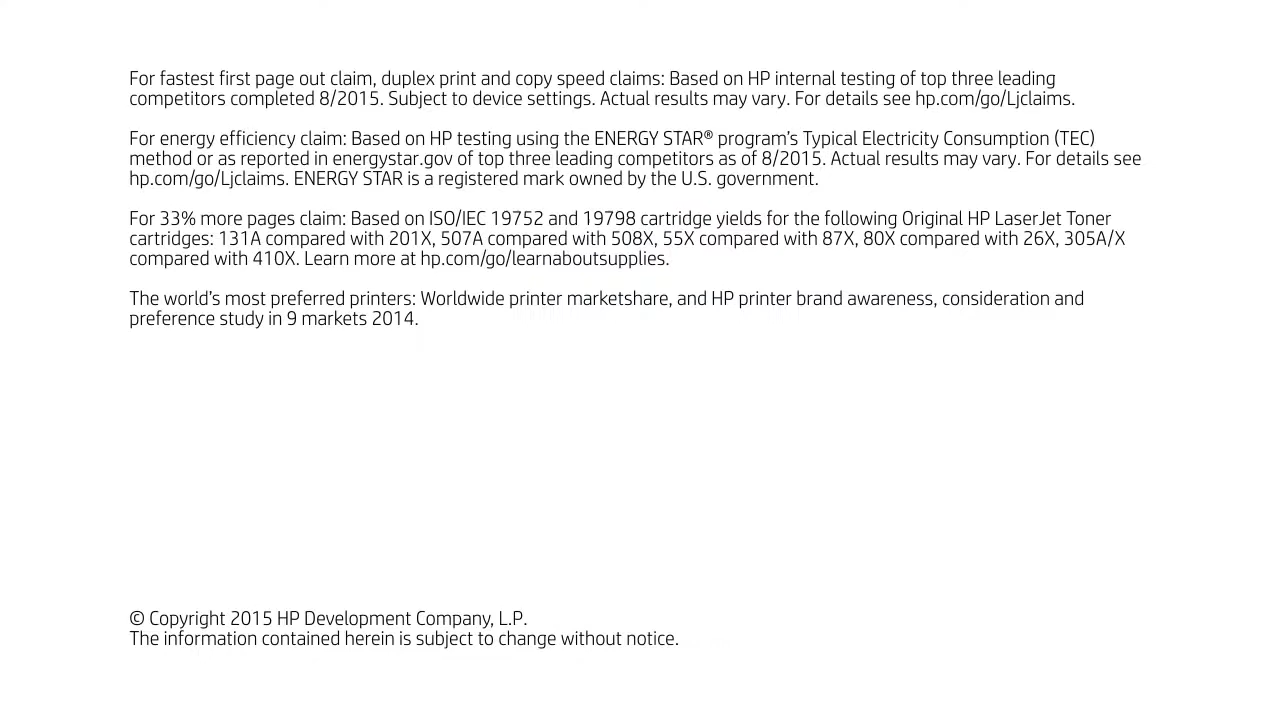 For fastest first page out claim, duplex print and copy speed claims: Based on HP internal testing of top three leading
competitors completed 8/2015. Subject to device settings. Actual results may vary. For details see hp.com/go/Ljclaims.
For energy efficiency claim: Based on HP testing using the ENERGY STAR® program’s Typical Electricity Consumption (TEC)
method or as reported in energystar.gov of top three leading competitors as of 8/2015. Actual results may vary. For details see
hp.com/go/Ljclaims. ENERGY STAR is a registered mark owned by the U.S. government.
For 33% more pages claim: Based on ISO/IEC 19752 and 19798 cartridge yields for the following Original HP LaserJet Toner
cartridges: 131A compared with 201X, 507A compared with 508X, 55X compared with 87X, 80X compared with 26X, 305A/X
compared with 410X. Learn more at hp.com/go/learnaboutsupplies.
The world’s most preferred printers: Worldwide printer marketshare, and HP printer brand awareness, consideration and
preference study in 9 markets 2014.
© Copyright 2015 HP Development Company, L.P.
The information contained herein is subject to change without notice.